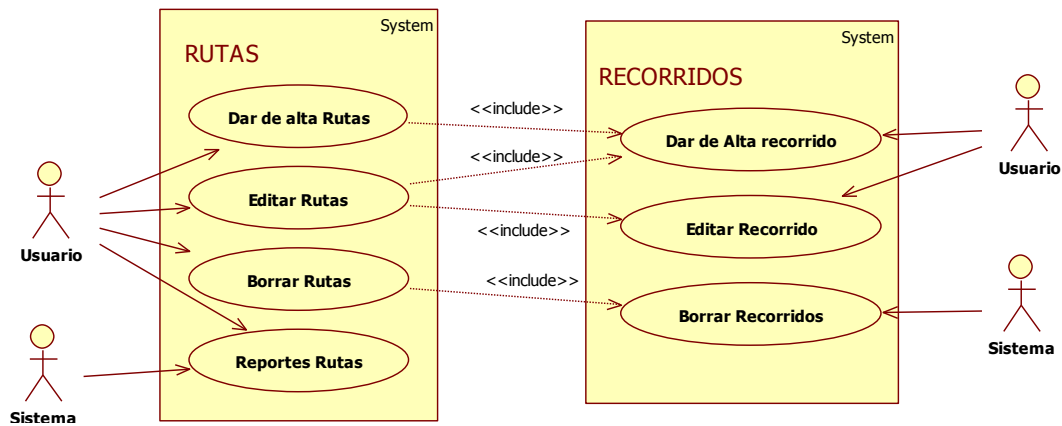 System
RUTAS
Dar de alta Rutas
Editar Rutas
Borrar Rutas
Reportes Rutas
Usuario
Sistema
<<include>>
<<include>>
<<include>>
<<include>>
System
RECORRIDOS
Dar de Alta recorrido
Editar Recorrido
Borrar Recorridos
Usuario
Sistema